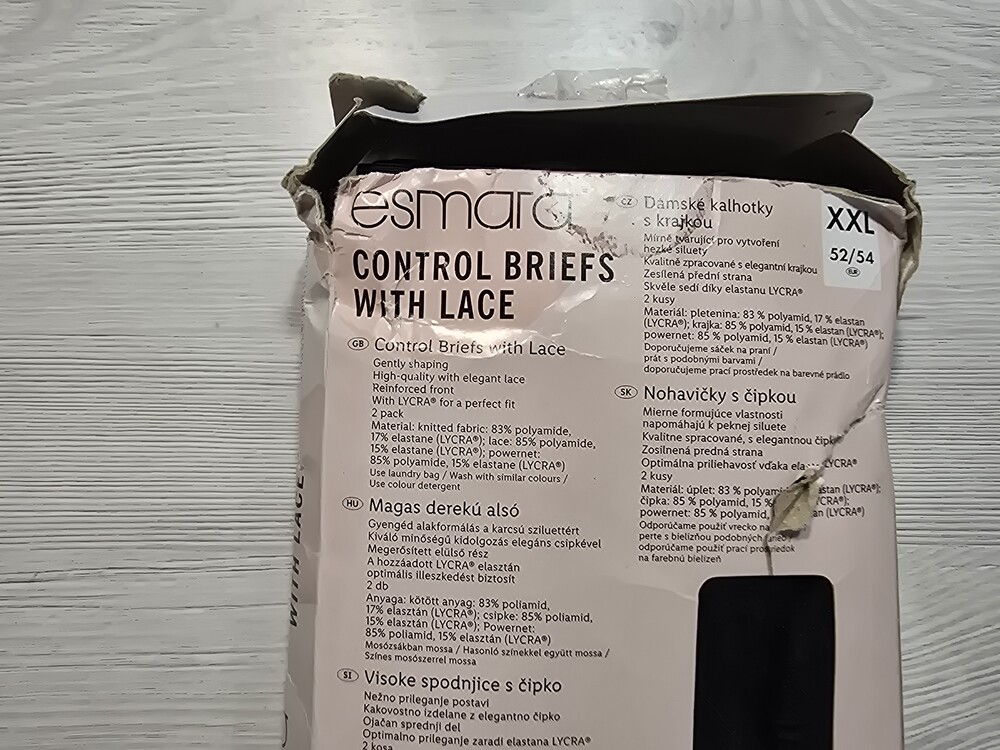 esmara
CONTROL BRIEFS
WITH LACE
GB Control Briefs with Lace
Gently shaping
High-quality with elegant lace
Reinforced front
With LYCRA® for a perfect fit
2 pack
Material: knitted fabric: 83% polyamide,
17% elastane (LYCRA®); lace: 85% polyamide,
15% elastane (LYCRA®); powernet:
85% polyamide, 15% elastane (LYCRA®)
Use laundry bag / Wash with similar colours /
Use colour detergent
HU Magas derekú alsó
Gyengéd alakformálás a karcsú sziluettért
Kiváló minőségű kidolgozás elegáns csipkével
Megerősített elülső rész
A hozzáadott LYCRA® elasztán
optimális illeszkedést biztosít
2 db
Anyaga: kötött anyag: 83% poliamid,
17% elasztán (LYCRA®); csipke: 85% poliamid,
15% elasztán (LYCRA®); Powernet:
85% poliamid, 15% elasztán (LYCRA®)
Mosózsákban mossa / Hasonló színekkel együtt mossa /
Színes mosószerrel mossa
SI Visoke spodnjice s čipko
Nežno prileganje postavi
Kakovostno izdelane z elegantno čipko
Ojačan sprednji del
Optimalno prileganje zaradi elastana LYCRA®
2 kosa
CZ Dámské kalhotky
s krajkou
Mírně tvárující pro vytvoření
hezké siluety
Kvalitně zpracované s elegantní krajkou
Zesílená přední strana
Skvěle sedí díky elastanu LYCRA®
2 kusy
Materiál: pletenina: 83 % polyamid, 17 % elastan
(LYCRA®); krajka: 85 % polyamid, 15 % elastan (LYCRA®);
powernet: 85 % polyamid, 15 % elastan (LYCRA®)
Doporučujeme sáček na praní /
prát s podobnými barvami /
doporučujeme prací prostředek na barevné prádlo
SK Nohavičky s čipkou
Mierne formujúce vlastnosti
napomáhajú k peknej siluete
Kvalitne spracované, s elegantnou čipk
Zosilnená predná strana
Optimálna priliehavosť vďaka ela LYCRA®
2 kusy
Materiál: úplet: 83 % polyamid astan (LYCRA®);
čipka: 85 % polyamid, 15 % CRA®);
powernet: 85 % polyamid, an (LYCRA®)
Odporúčame použiť vrecko na
perte s bielizňou podobných farieb /
odporúčame použiť prací prostriedok
na farebnú bielizeň
XXL
52/54
EUR
WITH LACE